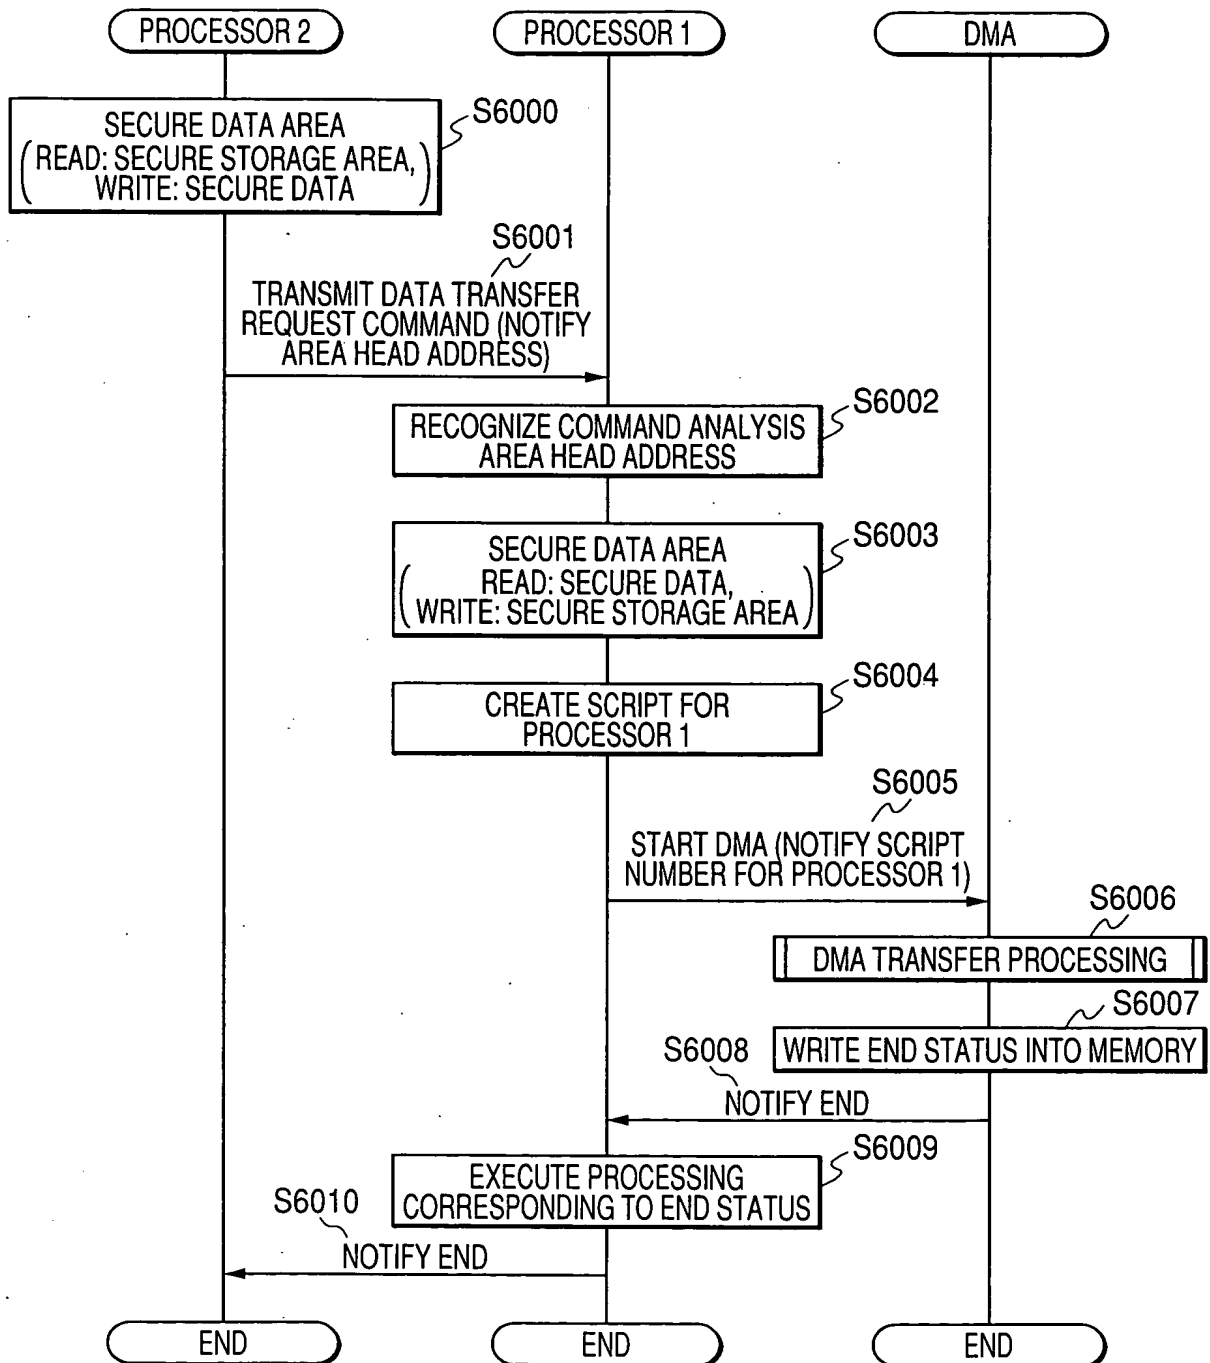 PROCESSOR 2
PROCESSOR 1
DMA
SECURE DATA AREA
(READ: SECURE STORAGE AREA,
WRITE: SECURE DATA)
S6000
S6001
TRANSMIT DATA TRANSFER
REQUEST COMMAND (NOTIFY
AREA HEAD ADDRESS)
RECOGNIZE COMMAND ANALYSIS
AREA HEAD ADDRESS
S6002
SECURE DATA AREA
(READ: SECURE DATA,
WRITE: SECURE STORAGE AREA)
S6003
CREATE SCRIPT FOR
PROCESSOR 1
S6004
S6005
START DMA (NOTIFY SCRIPT
NUMBER FOR PROCESSOR 1)
S6006
DMA TRANSFER PROCESSING
S6007
WRITE END STATUS INTO MEMORY
S6008
NOTIFY END
EXECUTE PROCESSING
CORRESPONDING TO END STATUS
S6009
S6010
NOTIFY END
END
END
END